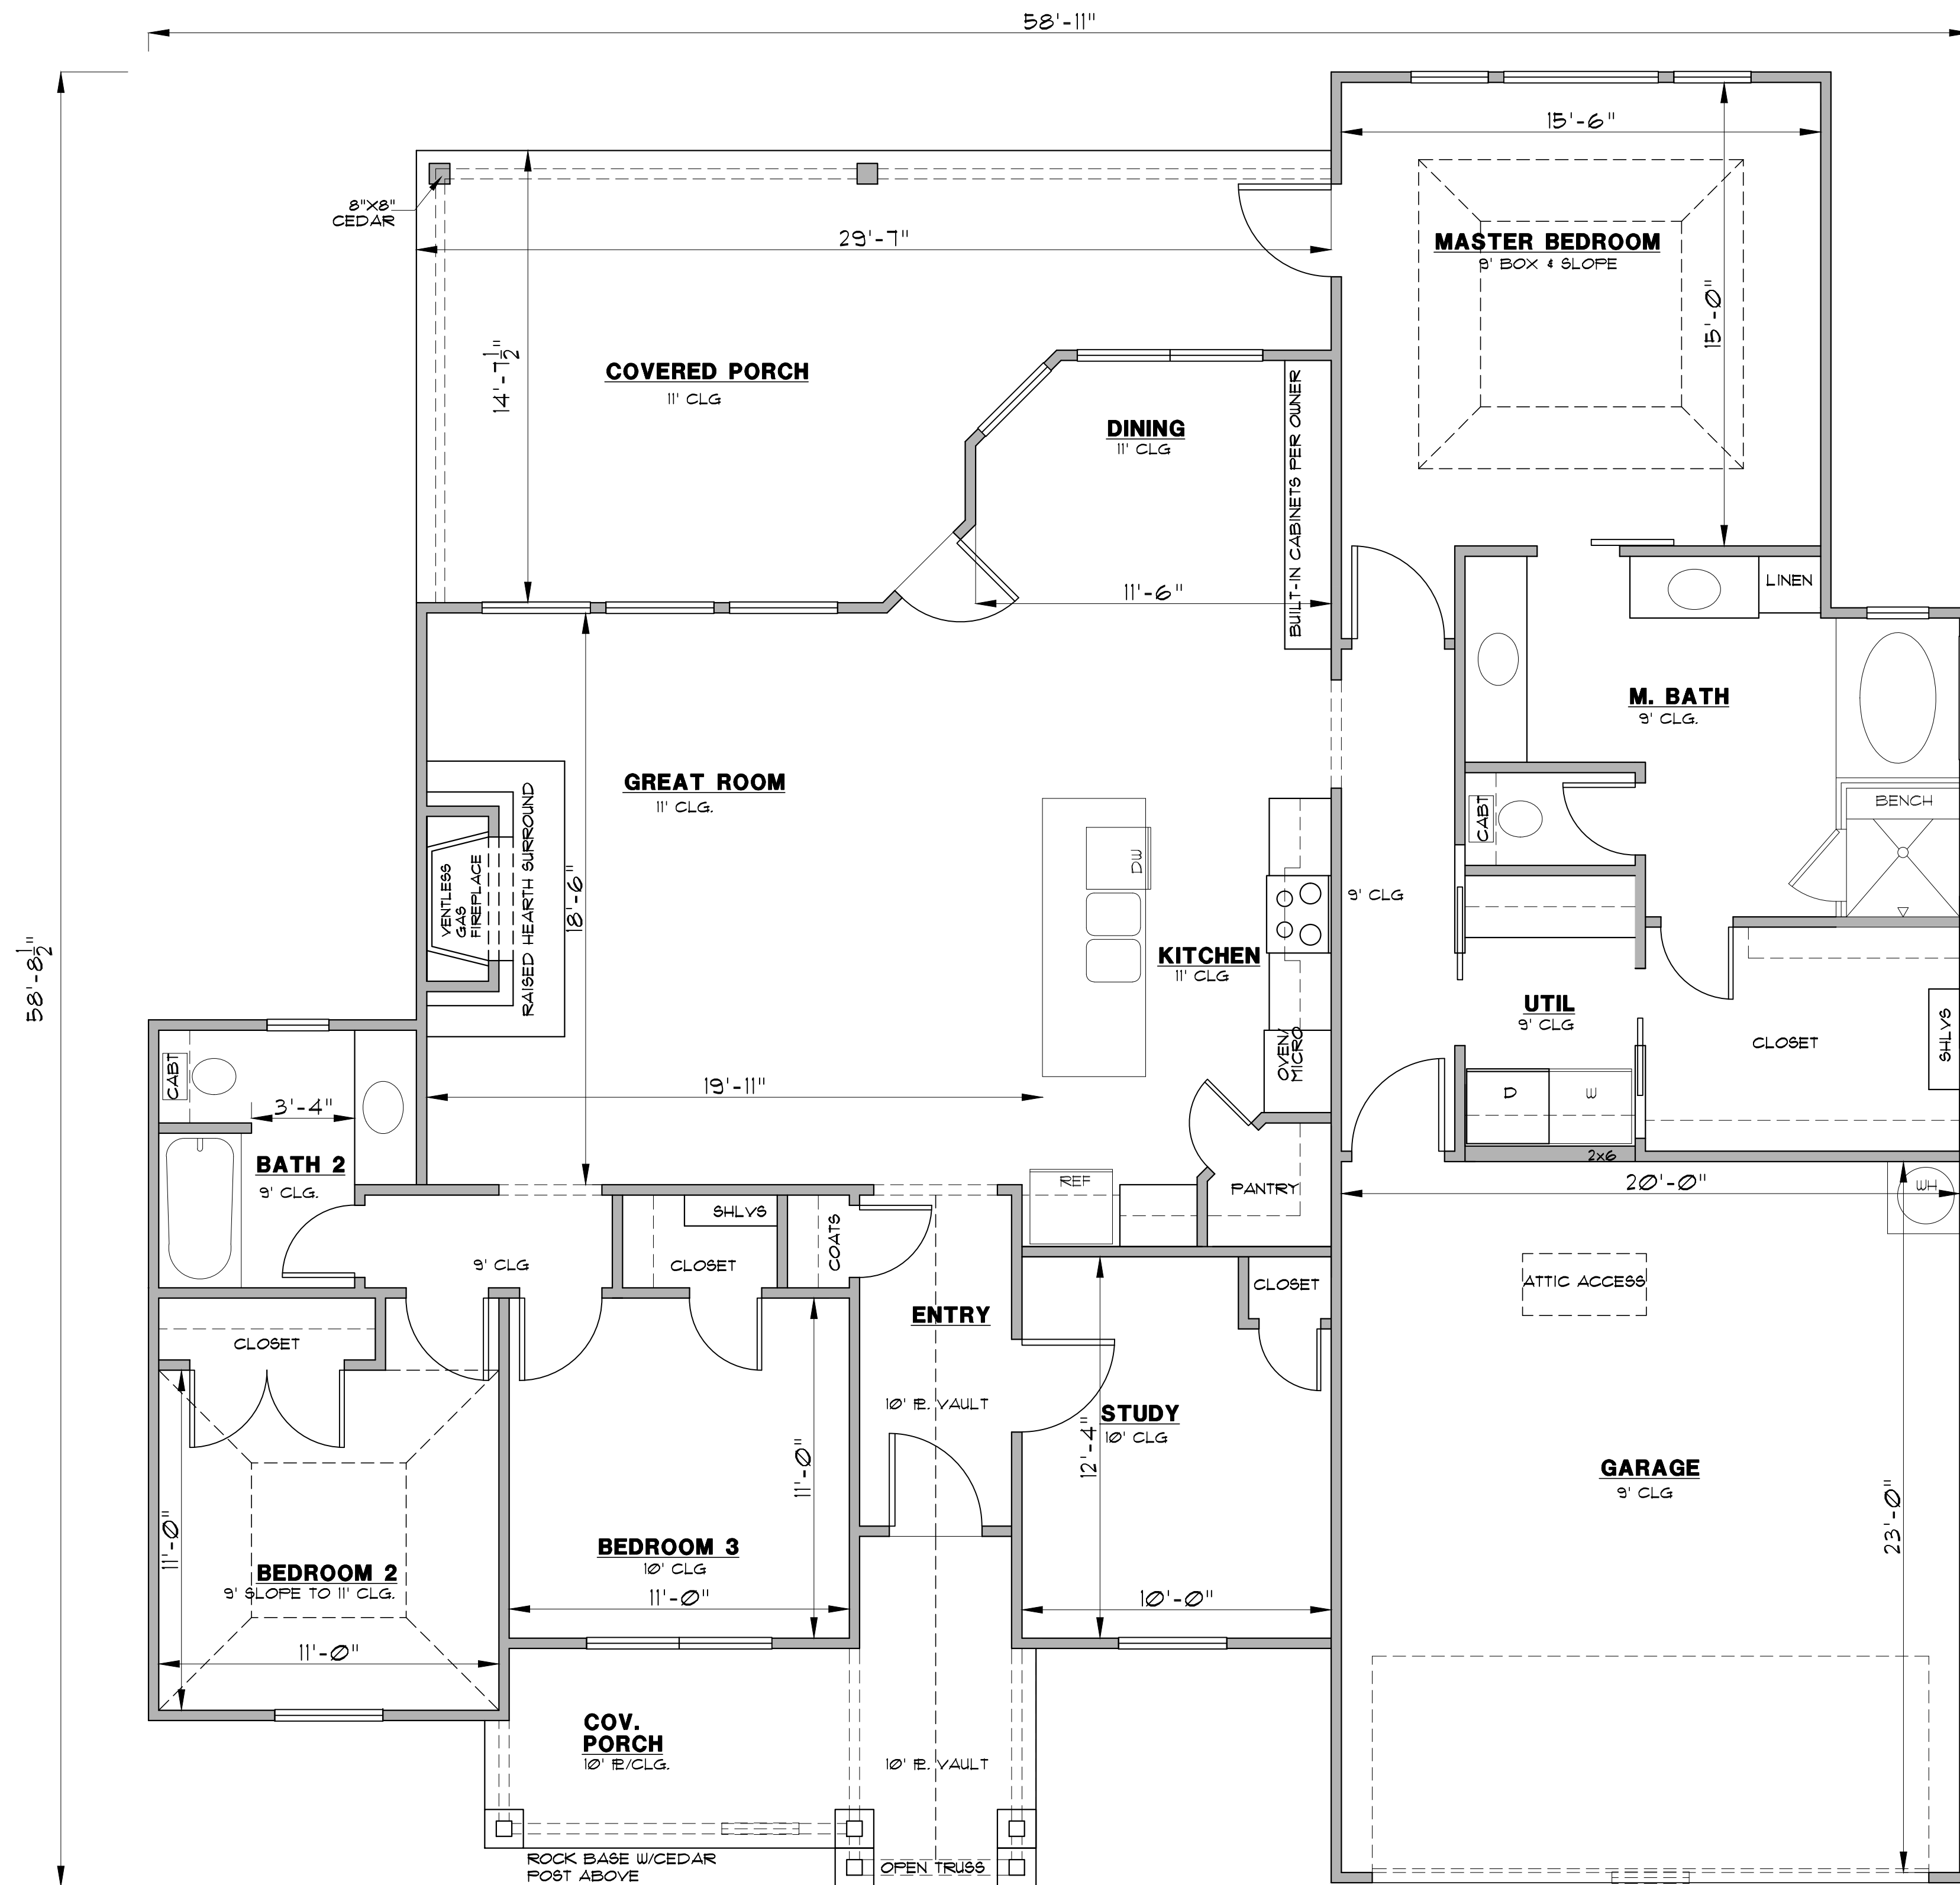 58'-11"
15'-6"
8"X8"
CEDAR
29'-7"
MASTER BEDROOM
9' BOX & SLOPE
15'-0"
14'-7 1/2"
COVERED PORCH
11' CLG
DINING
11' CLG
BUILT-IN CABINETS PER OWNER
11'-6"
LINEN
M. BATH
9' CLG.
GREAT ROOM
11' CLG.
RAISED HEARTH SURROUND
VENTLESS
GAS
FIREPLACE
18'-6"
DW
CABT
BENCH
9' CLG
KITCHEN
11' CLG
58'-8 1/2"
UTIL
9' CLG
CLOSET
SHLVS
OVEN/
MICRO
CABT
3'-4"
19'-11"
D
W
BATH 2
9' CLG.
2x6
REF
PANTRY
20'-0"
WH
SHLVS
COATS
9' CLG
CLOSET
CLOSET
ATTIC ACCESS
ENTRY
CLOSET
10' PL. VAULT
STUDY
10' CLG
12'-4"
11'-0"
GARAGE
9' CLG
23'-0"
11'-0"
BEDROOM 3
10' CLG
11'-0"
BEDROOM 2
9' SLOPE TO 11' CLG.
10'-0"
11'-0"
COV.
PORCH
10' PL/CLG.
10' PL. VAULT
ROCK BASE W/CEDAR
POST ABOVE
OPEN TRUSS